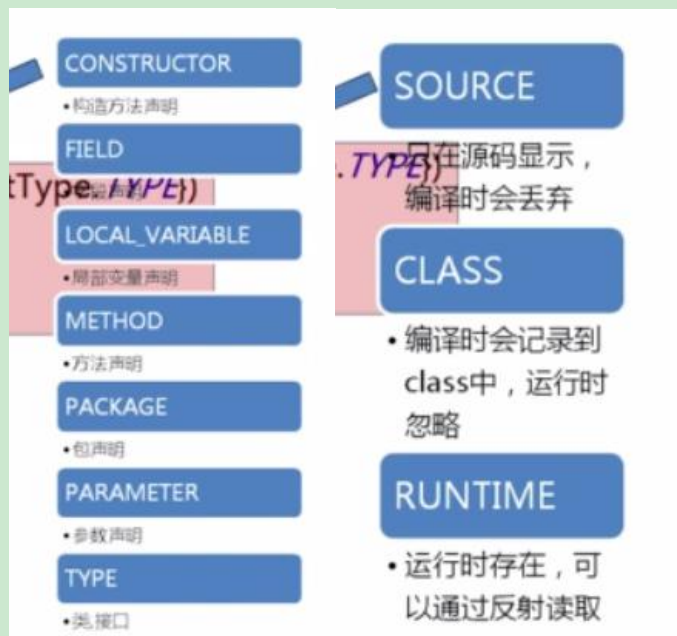 CONSTRUCTOR
•构造方法声明
FIELD
tType.TYPE})
LOCAL_VARIABLE
•局部变量声明
METHOD
•方法声明
PACKAGE
•包声明
PARAMETER
•参数声明
TYPE
•类,接口
SOURCE
只在源码显示，
.TYPE})
编译时会丢弃
CLASS
•编译时会记录到
class中，运行时
忽略
RUNTIME
•运行时存在，可
以通过反射读取